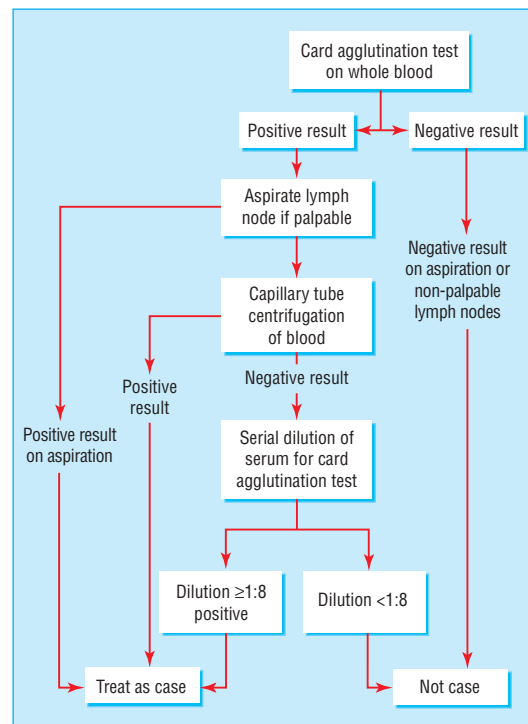 Card agglutination test
on whole blood
Positive result
Negative result
Aspirate lymph
node if palpable
Negative result
on aspiration or
non-palpable
lymph nodes
Capillary tube
centrifugation
of blood
Positive
result
Negative result
Positive result
on aspiration
Serial dilution of
serum for card
agglutination test
Dilution ≥1:8
positive
Dilution <1:8
Treat as case
Not case